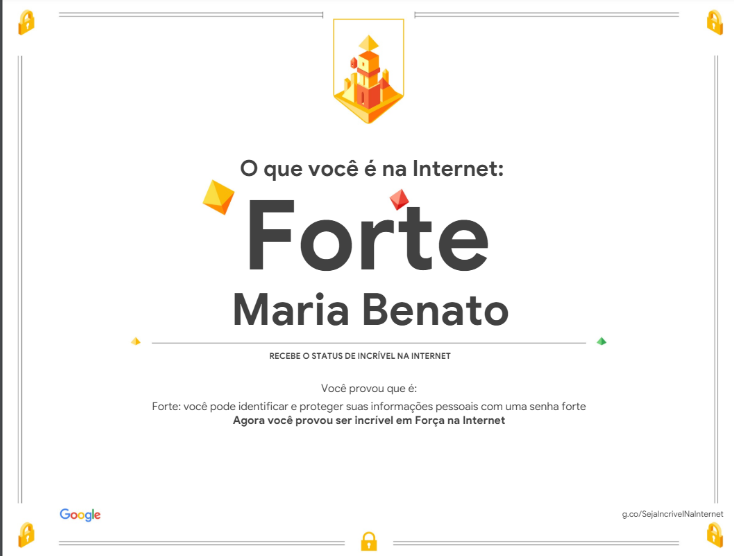 O que você é na Internet:
Forte
Maria Benato
RECEBE O STATUS DE INCRÍVEL NA INTERNET
Você provou que é:
Forte: você pode identificar e proteger suas informações pessoais com uma senha forte
Agora você provou ser incrível em Força na Internet
Google
g.co/SejaIncrivelNaInternet